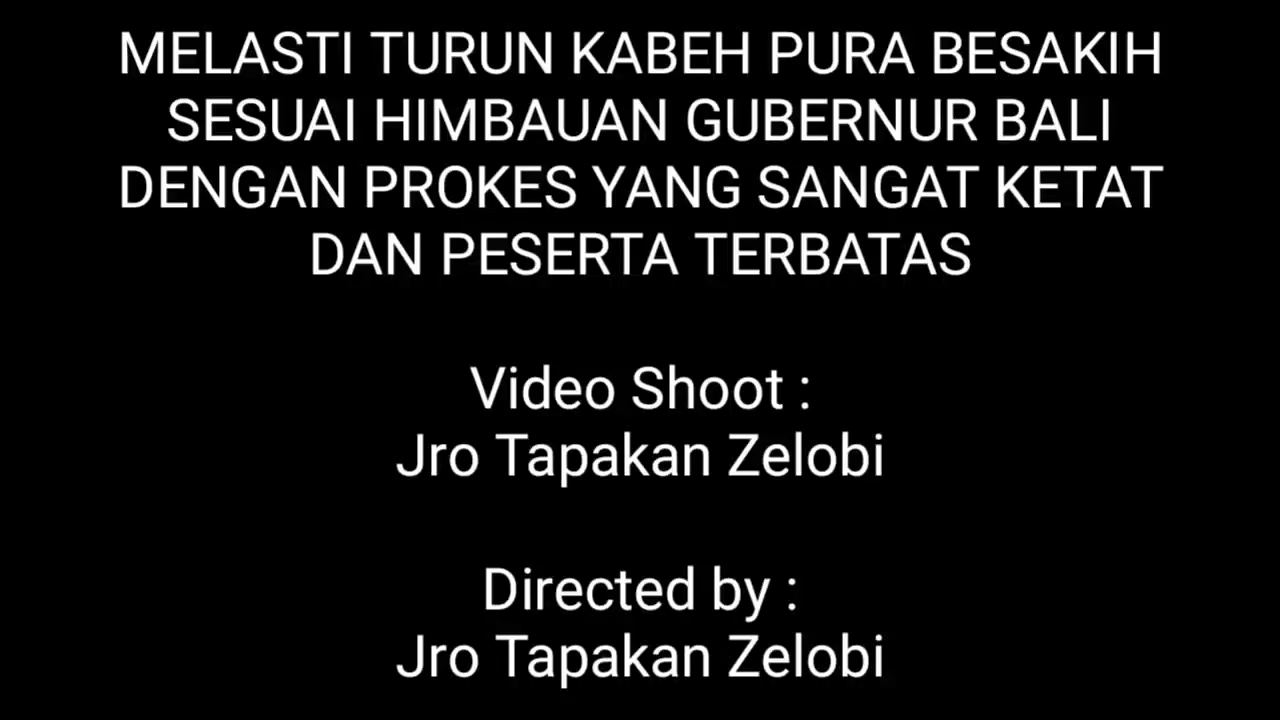 MELASTI TURUN KABEH PURA BESAKIH
SESUAI HIMBAUAN GUBERNUR BALI
DENGAN PROKES YANG SANGAT KETAT
DAN PESERTA TERBATAS
Video Shoot :
Jro Tapakan Zelobi
Directed by :
Jro Tapakan Zelobi